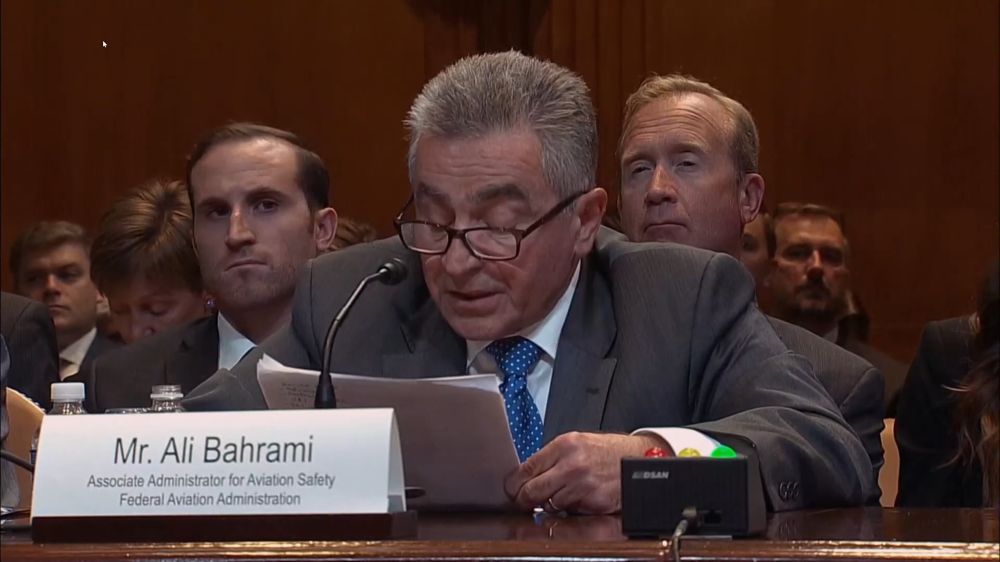 Mr. Ali Bahrami
Associate Administrator for Aviation Safety
Federal Aviation Administration
DSAN